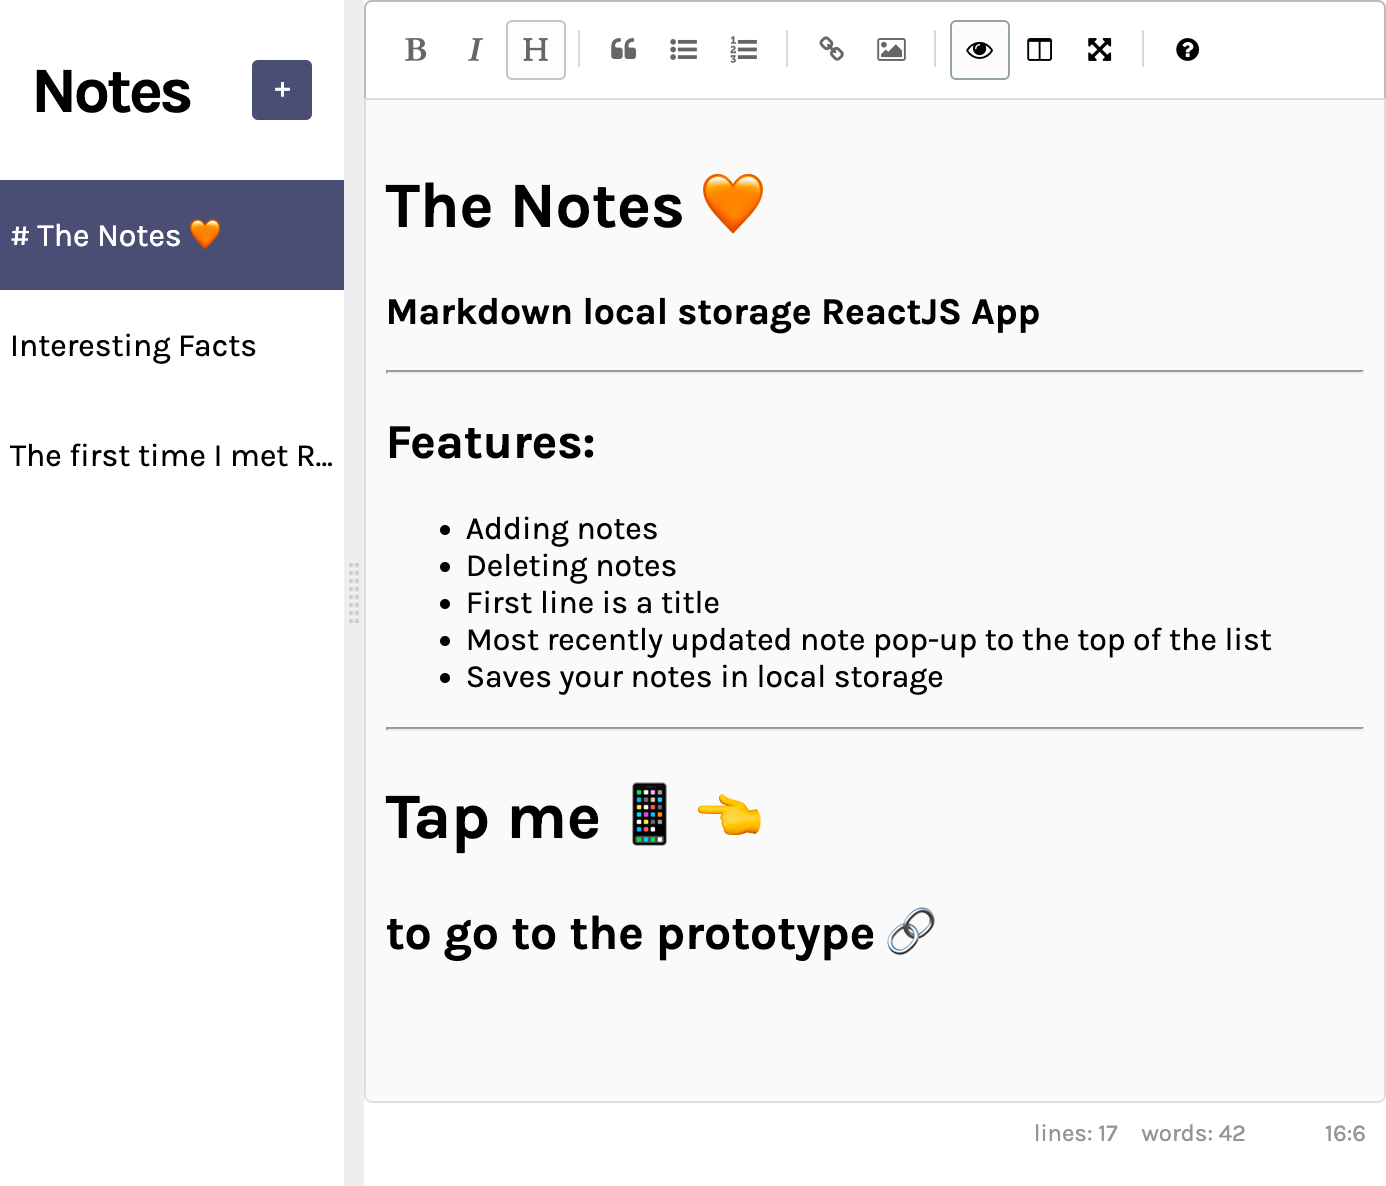 Notes
+
# The Notes 🧡
Interesting Facts
The first time I met R...
B I H
The Notes 🧡
Markdown local storage ReactJS App
Features:
• Adding notes
• Deleting notes
• First line is a title
• Most recently updated note pop-up to the top of the list
• Saves your notes in local storage
Tap me 📱 👈
to go to the prototype 🔗
lines: 17 words: 42 16:6